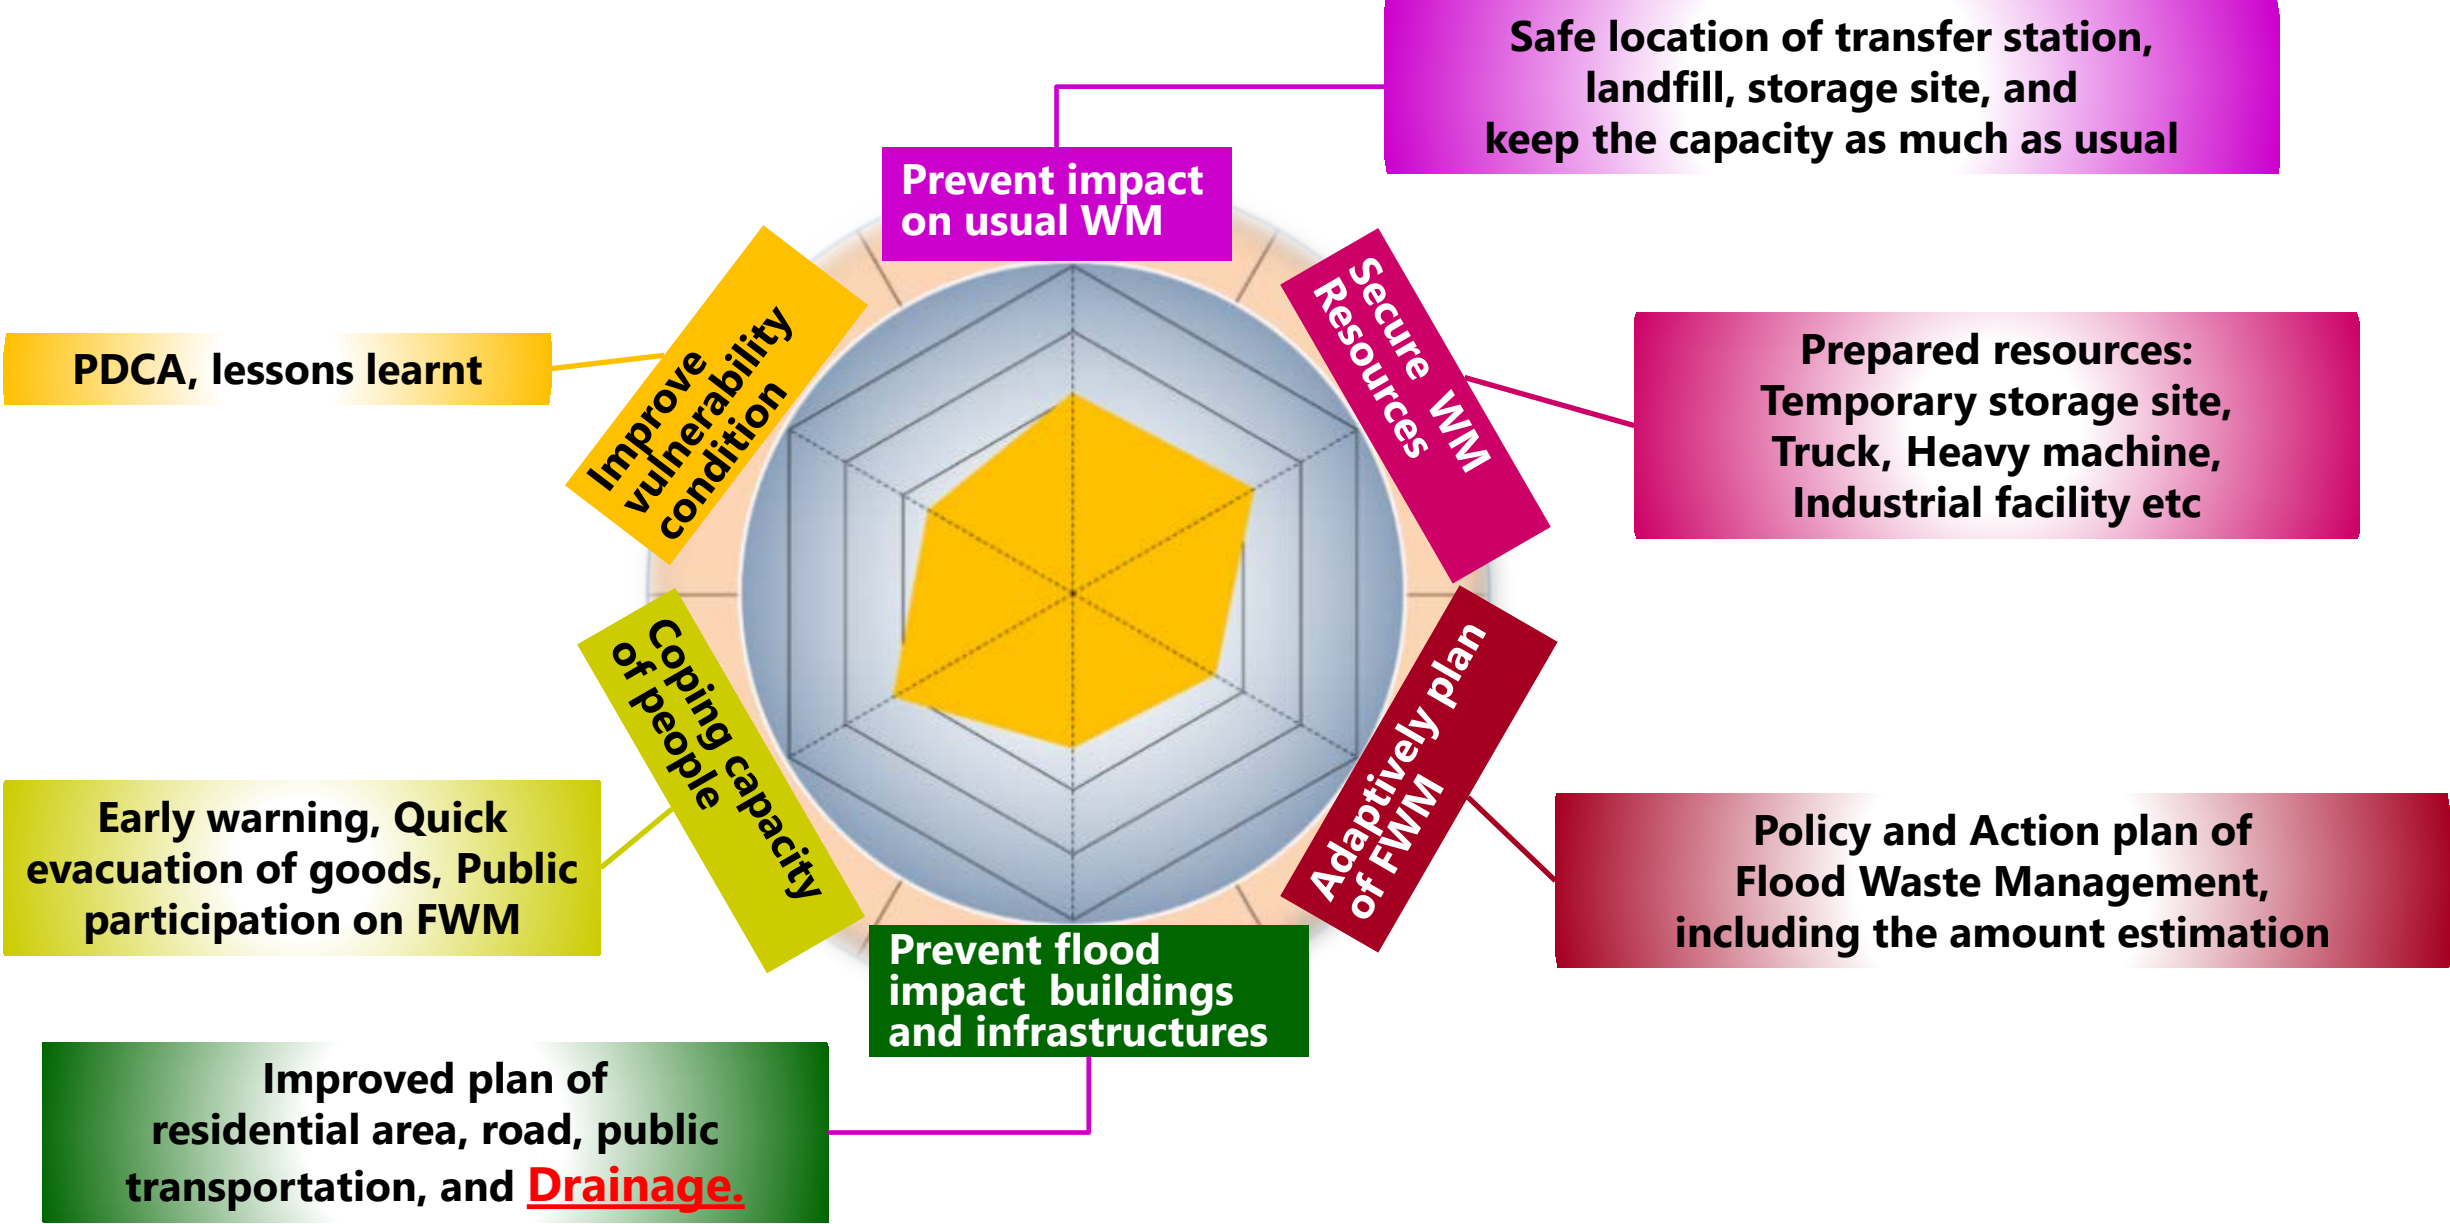 Safe location of transfer station,
landfill, storage site, and
keep the capacity as much as usual
Prevent impact
on usual WM
Secure WM
Resources
Prepared resources:
Temporary storage site,
Truck, Heavy machine,
Industrial facility etc
Improve
vulnerability
condition
PDCA, lessons learnt
Coping capacity
of people
Early warning, Quick
evacuation of goods, Public
participation on FWM
Adaptively plan
of FWM
Policy and Action plan of
Flood Waste Management,
including the amount estimation
Prevent flood
impact buildings
and infrastructures
Improved plan of
residential area, road, public
transportation, and Drainage.